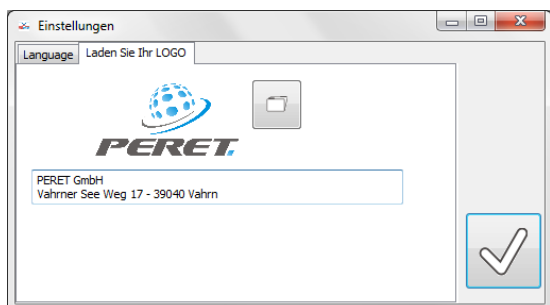 Einstellungen
Language
Laden Sie Ihr LOGO
PERET.
PERET GmbH
Vahrner See Weg 17 - 39040 Vahrn